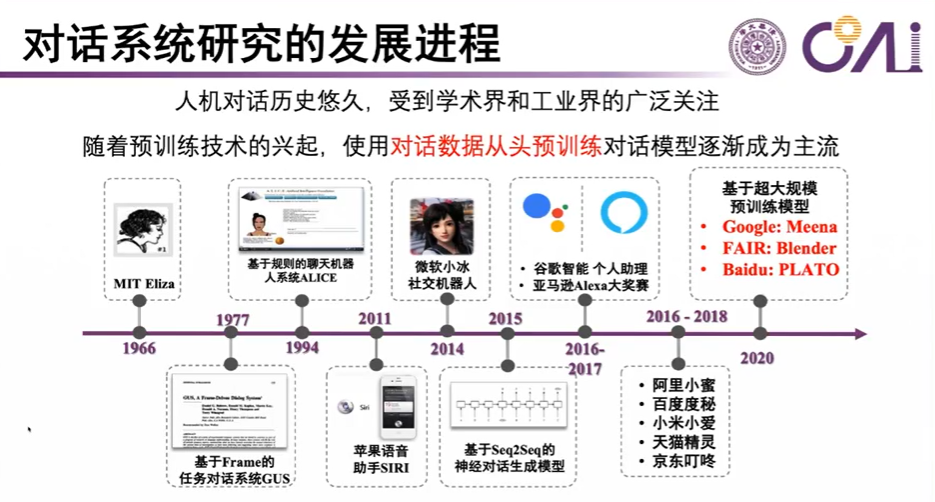 对话系统研究的发展进程
人机对话历史悠久，受到学术界和工业界的广泛关注
随着预训练技术的兴起，使用对话数据从头预训练对话模型逐渐成为主流
#1
MIT Eliza
基于规则的聊天机器
人系统ALICE
微软小冰
社交机器人
• 谷歌智能 个人助理
• 亚马逊Alexa大奖赛
基于超大规模
预训练模型
• Google: Meena
• FAIR: Blender
• Baidu: PLATO
1966
1977
1994
2011
2014
2015
2016-
2017
2016 - 2018
2020
GUS, A Frame-Driven Dialog System
基于Frame的
任务对话系统GUS
Siri
苹果语音
助手SIRI
基于Seq2Seq的
神经对话生成模型
• 阿里小蜜
• 百度度秘
• 小米小爱
• 天猫精灵
• 京东叮咚